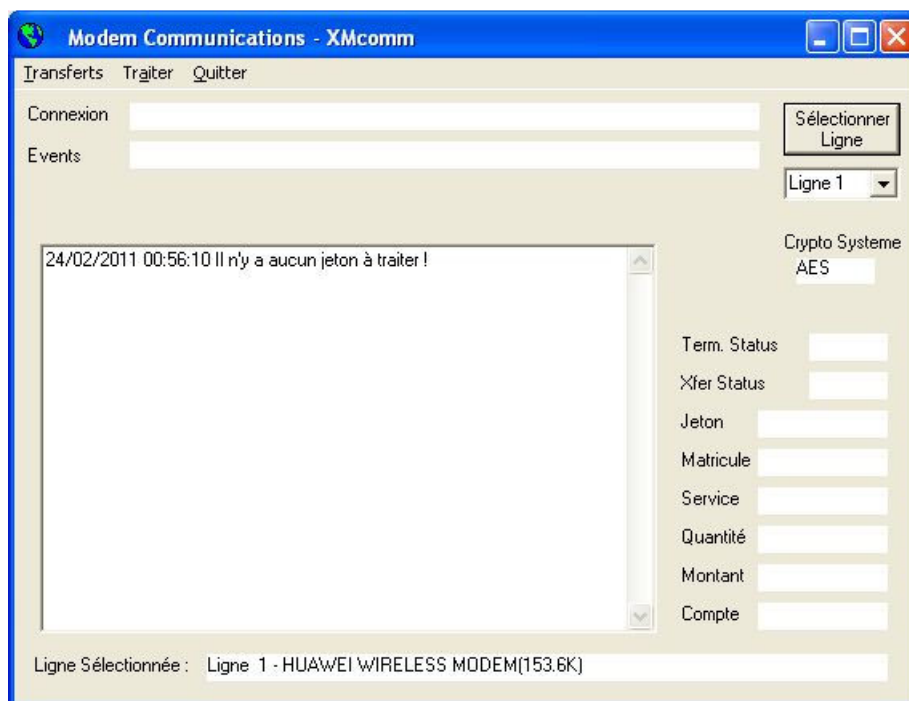 Modem Communications - XMcomm
Transferts Traiter Quitter
Connexion
Sélectionner
Ligne
Events
Ligne 1
Crypto Systeme
AES
24/02/2011 00:56:10 Il n'y a aucun jeton à traiter !
Term. Status
Xfer Status
Jeton
Matricule
Service
Quantité
Montant
Compte
Ligne Sélectionnée : Ligne 1 - HUAWEI WIRELESS MODEM(153.6K)